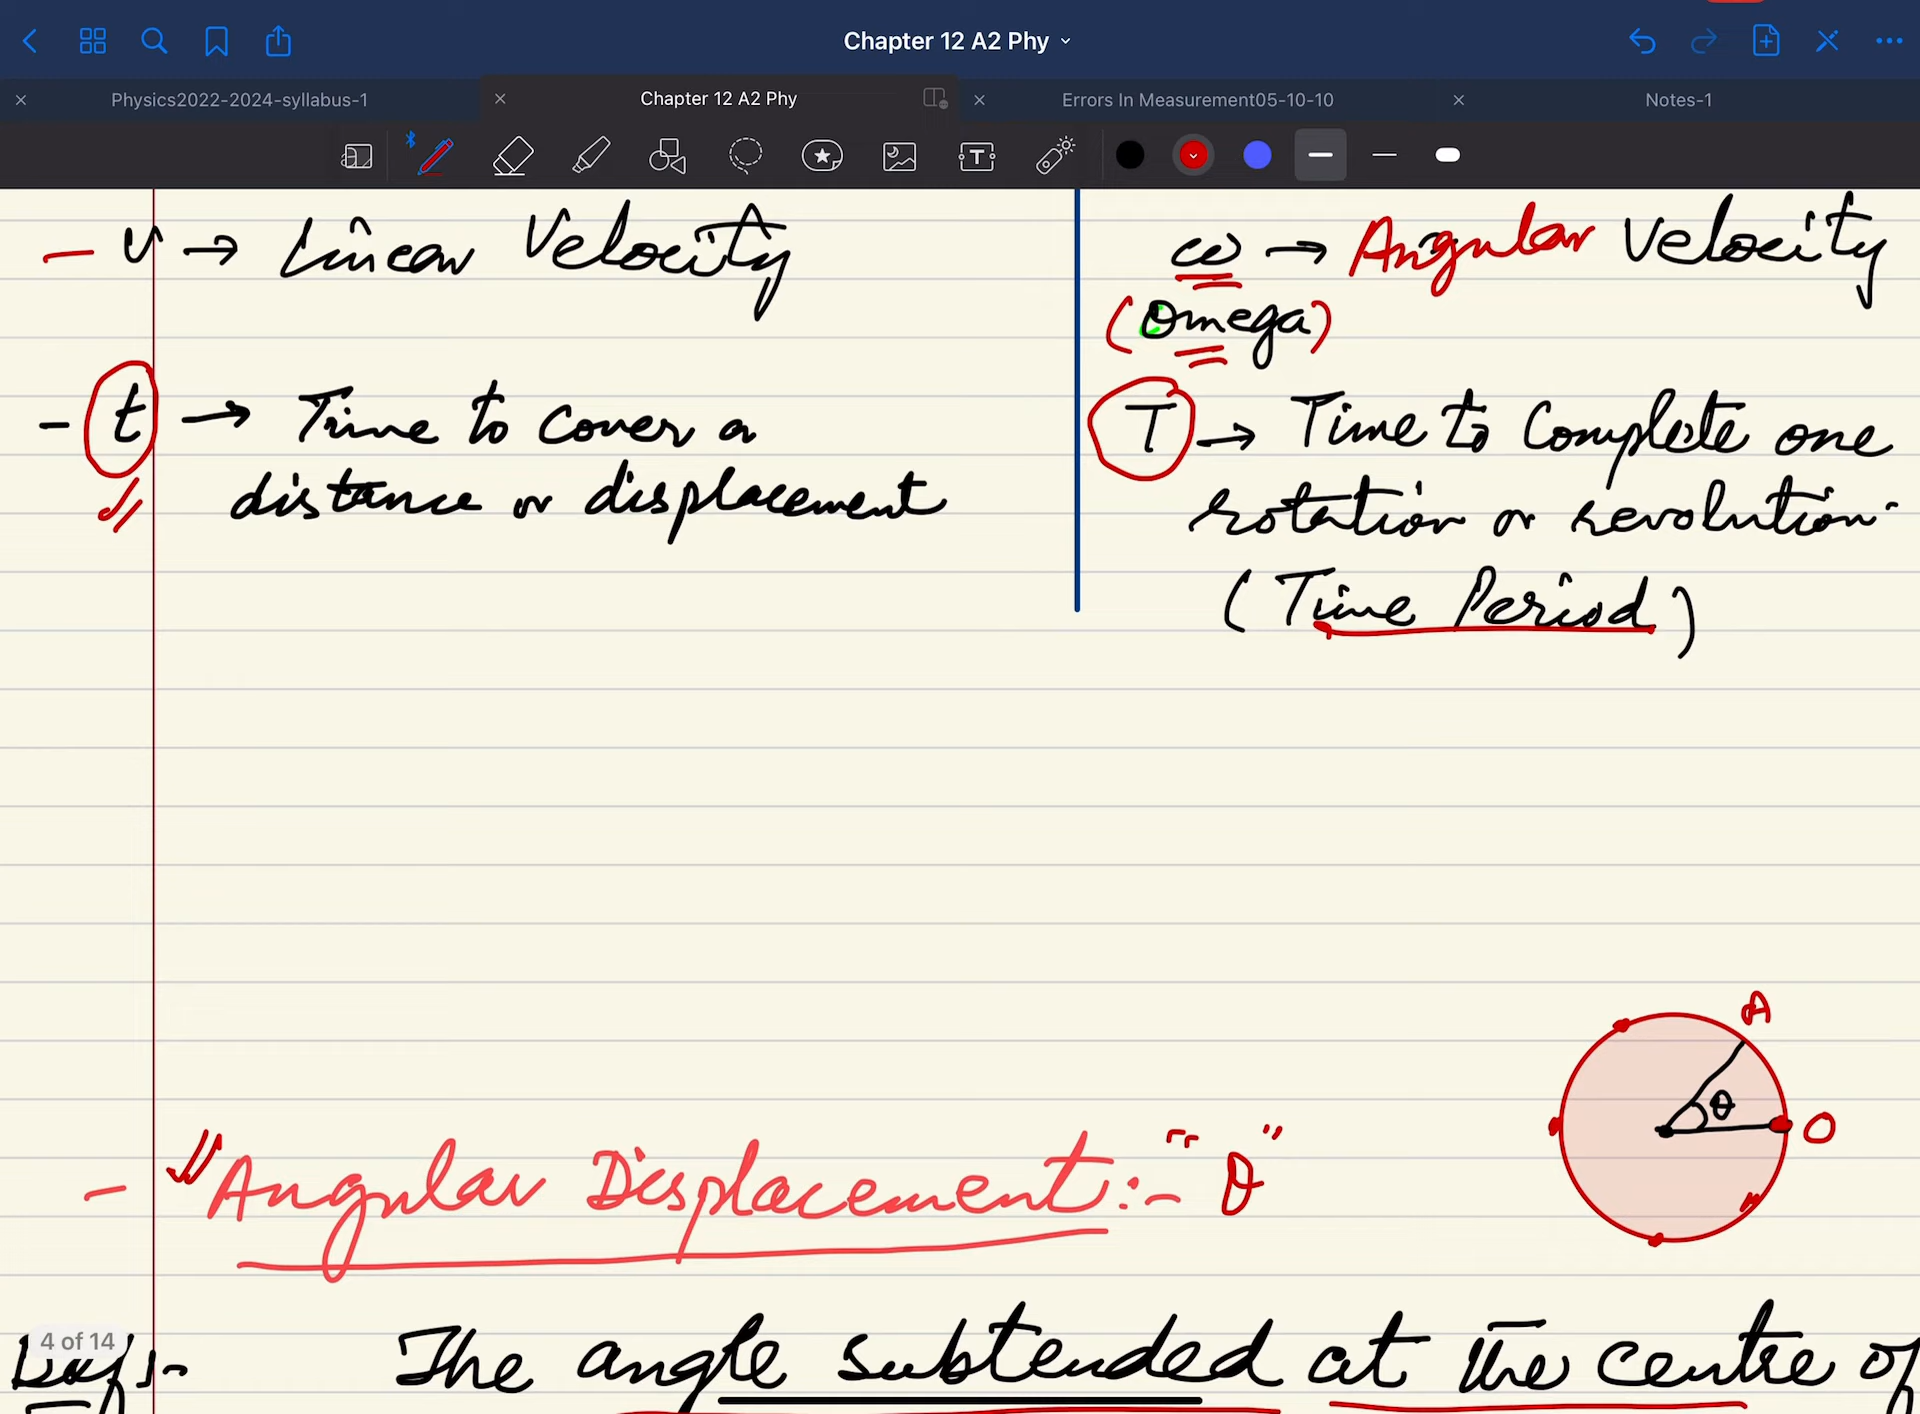 Chapter 12 A2 Phy
Physics2022-2024-syllabus-1
Chapter 12 A2 Phy
Errors In Measurement05-10-10
Notes-1
T
- v → Linear Velocity
ω → Angular Velocity
(omega)
- t → Time to cover a
distance or displacement
T → Time to Complete one
rotation or revolution.
(Time Period)
A
θ
O
- Angular Displacement:- "θ"
4 of 14
Def:- The angle subtended at the centre of